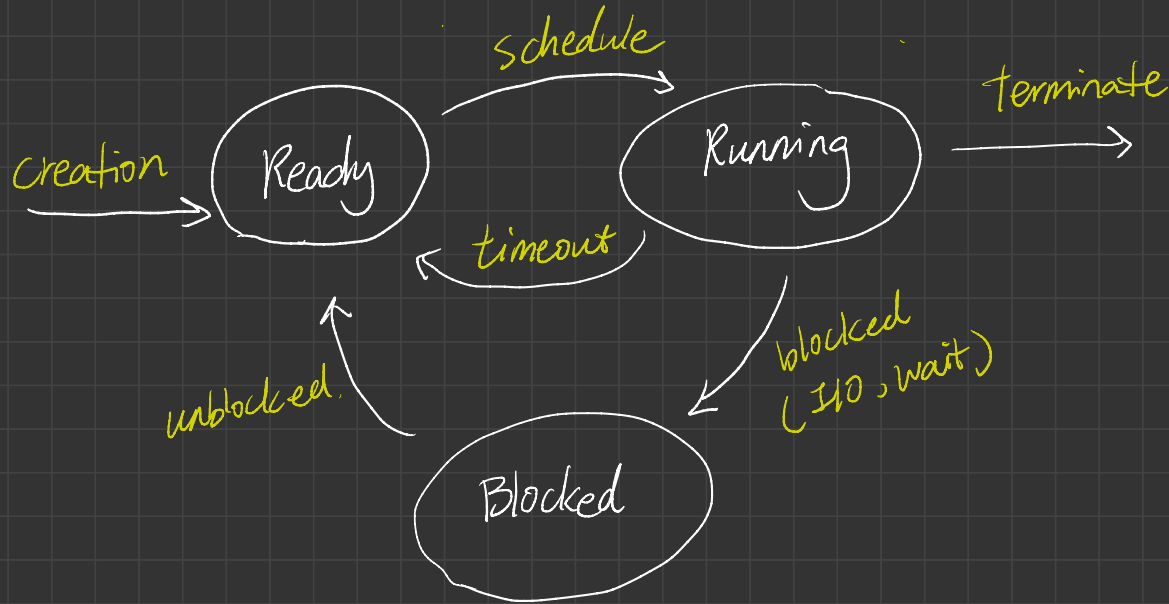 schedule
terminate
creation
Ready
Running
timeout
blocked
(I/O, wait)
unblocked.
Blocked